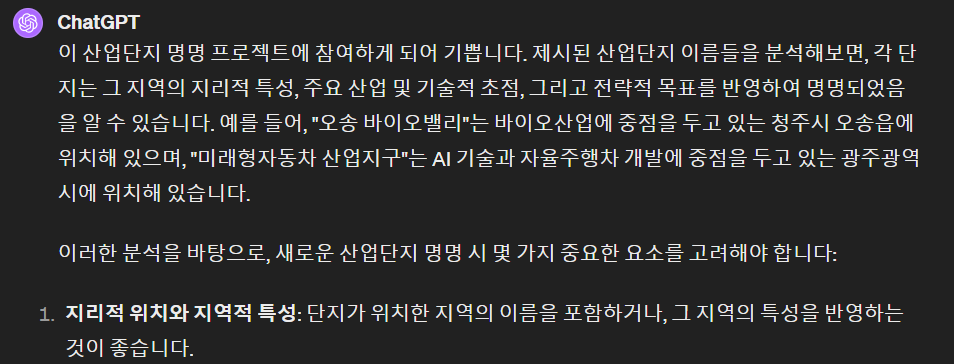 ChatGPT
이 산업단지 명명 프로젝트에 참여하게 되어 기쁩니다. 제시된 산업단지 이름들을 분석해보면, 각 단
지는 그 지역의 지리적 특성, 주요 산업 및 기술적 초점, 그리고 전략적 목표를 반영하여 명명되었음
을 알 수 있습니다. 예를 들어, "오송 바이오밸리"는 바이오산업에 중점을 두고 있는 청주시 오송읍에
위치해 있으며, "미래형자동차 산업지구"는 AI 기술과 자율주행차 개발에 중점을 두고 있는 광주광역
시에 위치해 있습니다.
이러한 분석을 바탕으로, 새로운 산업단지 명명 시 몇 가지 중요한 요소를 고려해야 합니다:
1. 지리적 위치와 지역적 특성: 단지가 위치한 지역의 이름을 포함하거나, 그 지역의 특성을 반영하는
것이 좋습니다.